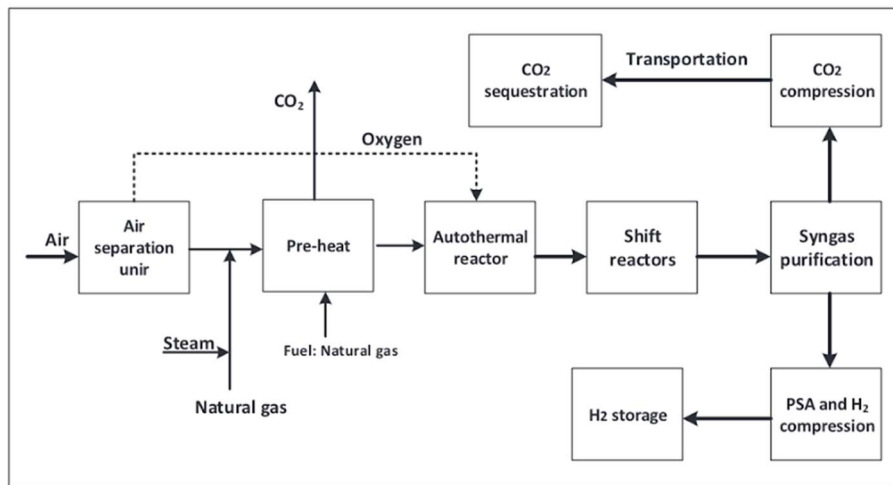 CO2
sequestration
Transportation
CO2
compression
CO₂
Oxygen
Air
Air
separation
unir
Pre-heat
Autothermal
reactor
Shift
reactors
Syngas
purification
Steam
Fuel: Natural gas
Natural gas
H2 storage
PSA and H₂
compression